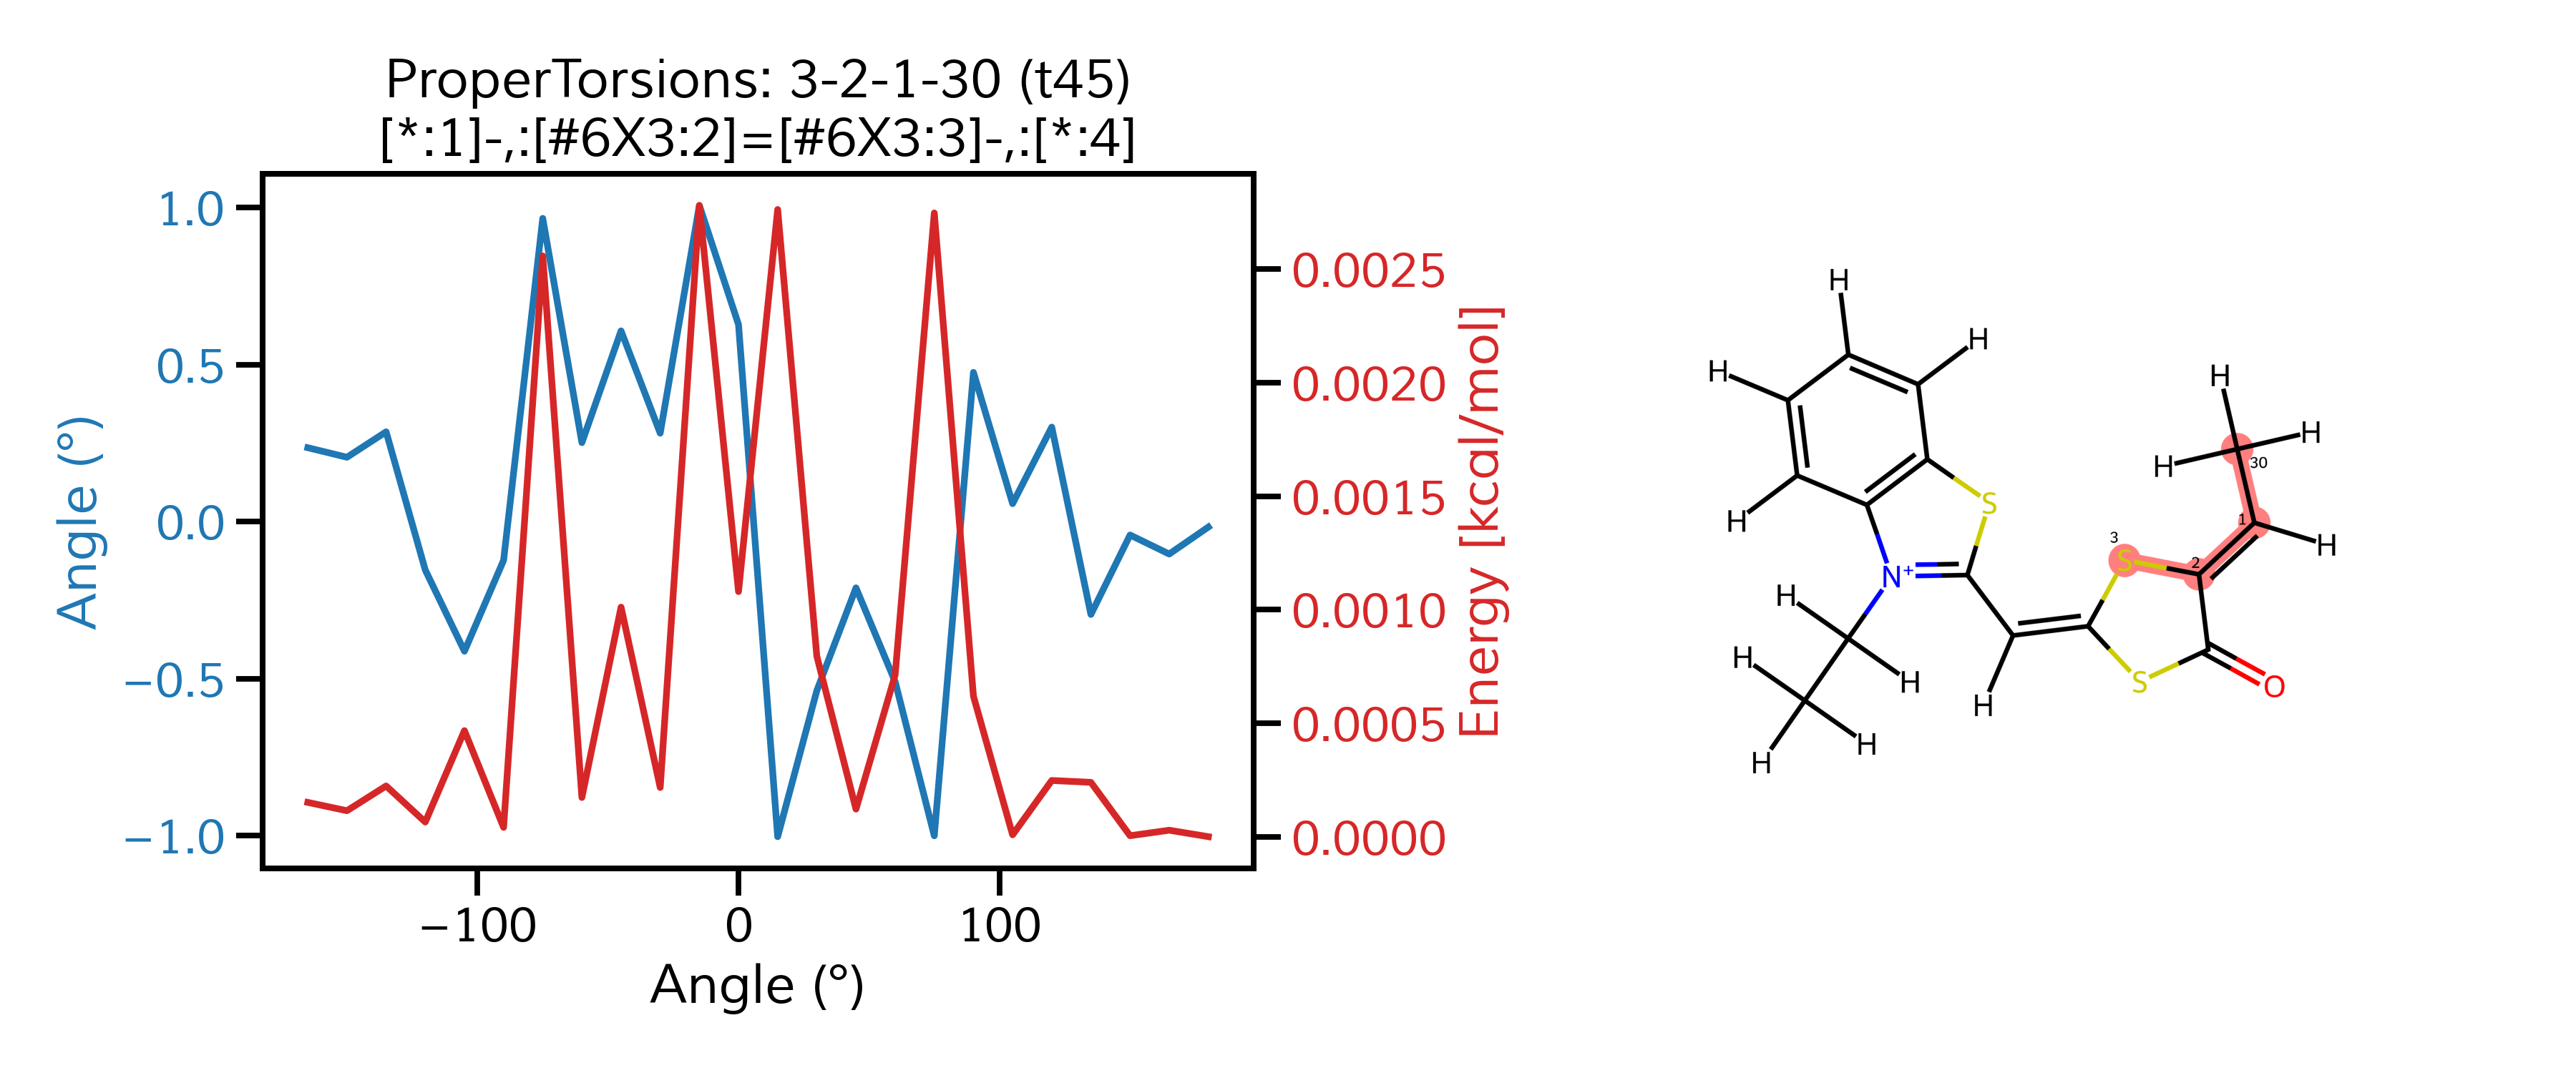 ProperTorsions: 3-2-1-30 (t45)
[*:1]-,:[#6X3:2]=[#6X3:3]-,:[*:4]
1.0
0.5
0.0
−0.5
−1.0
Angle (°)
−100
0
100
Angle (°)
0.0025
0.0020
0.0015
0.0010
0.0005
0.0000
Energy [kcal/mol]
H
H
H
H
H
H
H
30
S
1
H
3
S
2
N⁺
H
H
H
H
S
O
H
H
H